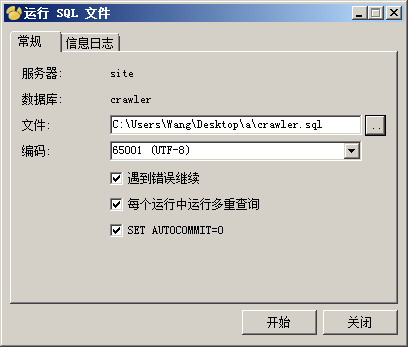 运行 SQL 文件
常规 信息日志
服务器: site
数据库: crawler
文件: C:\Users\Wang\Desktop\a\crawler.sql ..
编码: 65001 (UTF-8)
遇到错误继续
每个运行中运行多重查询
SET AUTOCOMMIT=0
开始 关闭